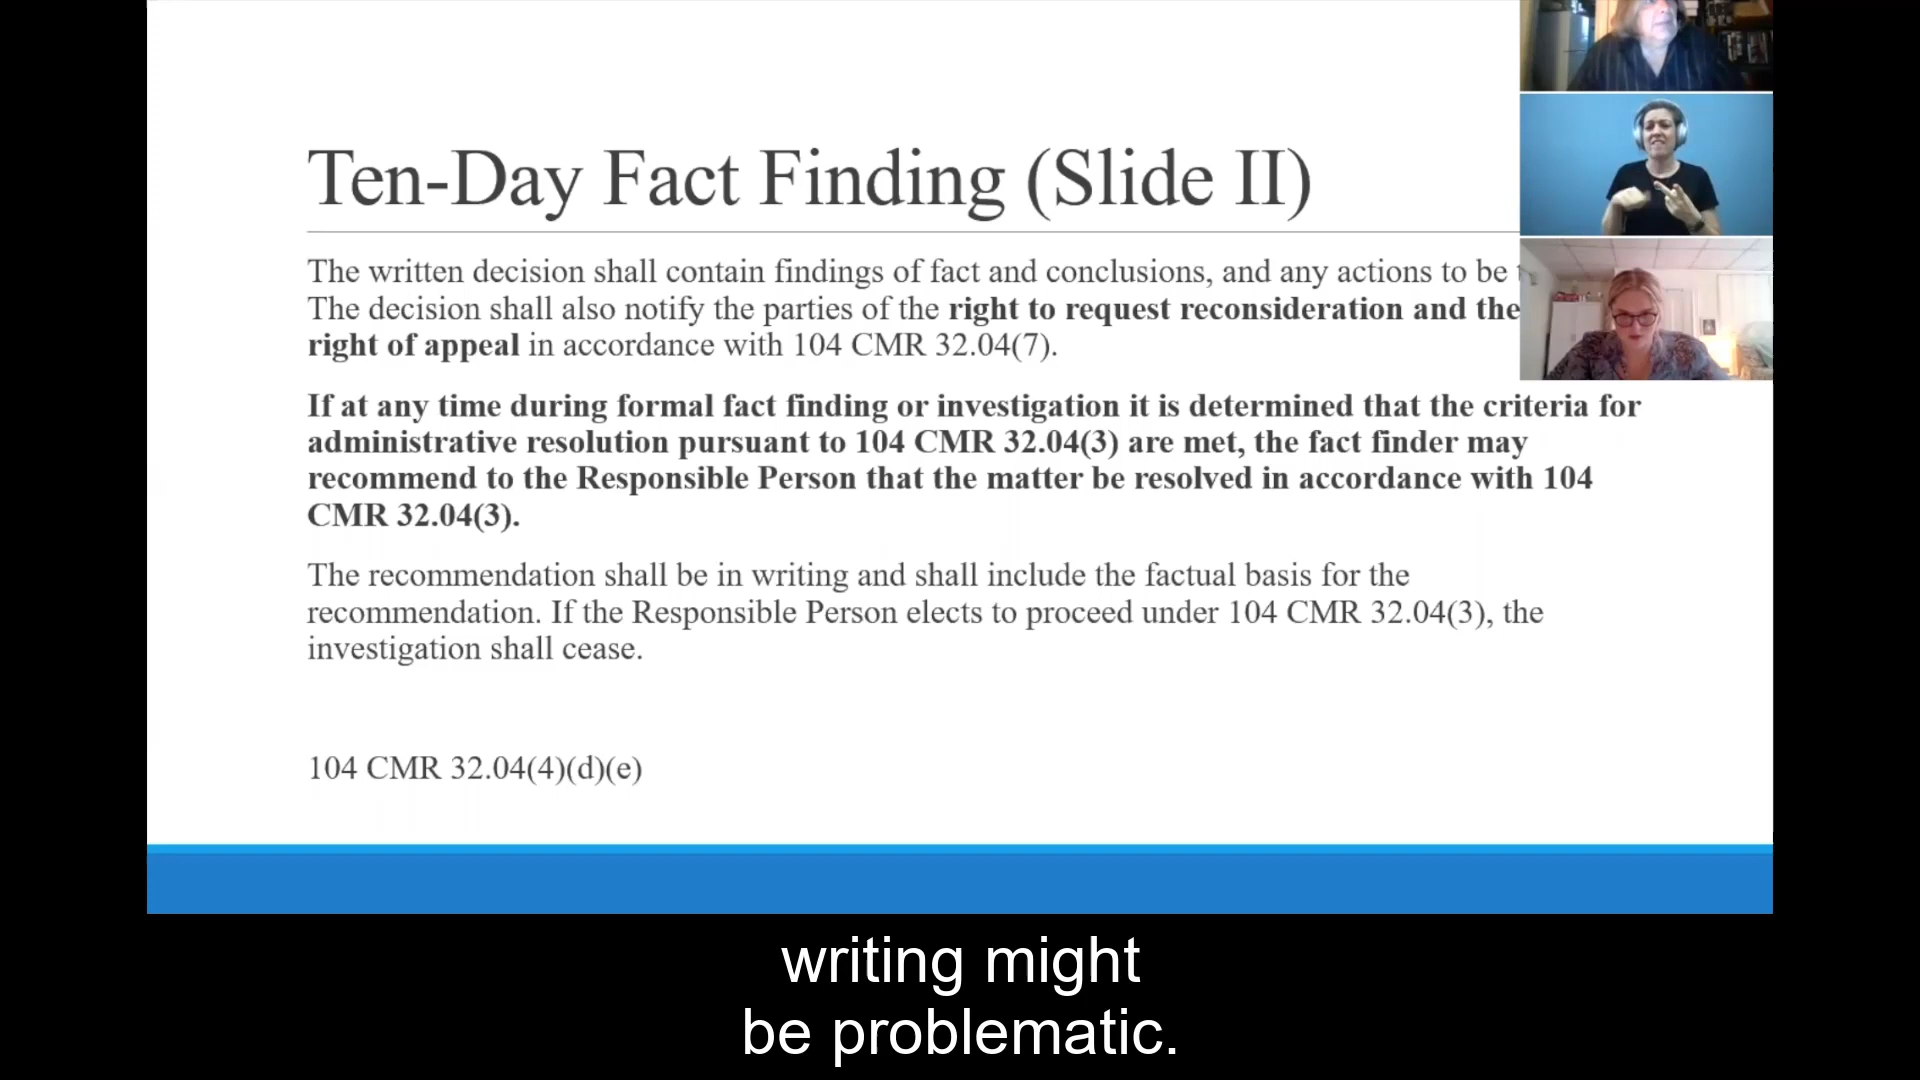 Ten-Day Fact Finding (Slide II)
The written decision shall contain findings of fact and conclusions, and any actions to be
The decision shall also notify the parties of the right to request reconsideration and the
right of appeal in accordance with 104 CMR 32.04(7).
If at any time during formal fact finding or investigation it is determined that the criteria for
administrative resolution pursuant to 104 CMR 32.04(3) are met, the fact finder may
recommend to the Responsible Person that the matter be resolved in accordance with 104
CMR 32.04(3).
The recommendation shall be in writing and shall include the factual basis for the
recommendation. If the Responsible Person elects to proceed under 104 CMR 32.04(3), the
investigation shall cease.
104 CMR 32.04(4)(d)(e)
writing might
be problematic.